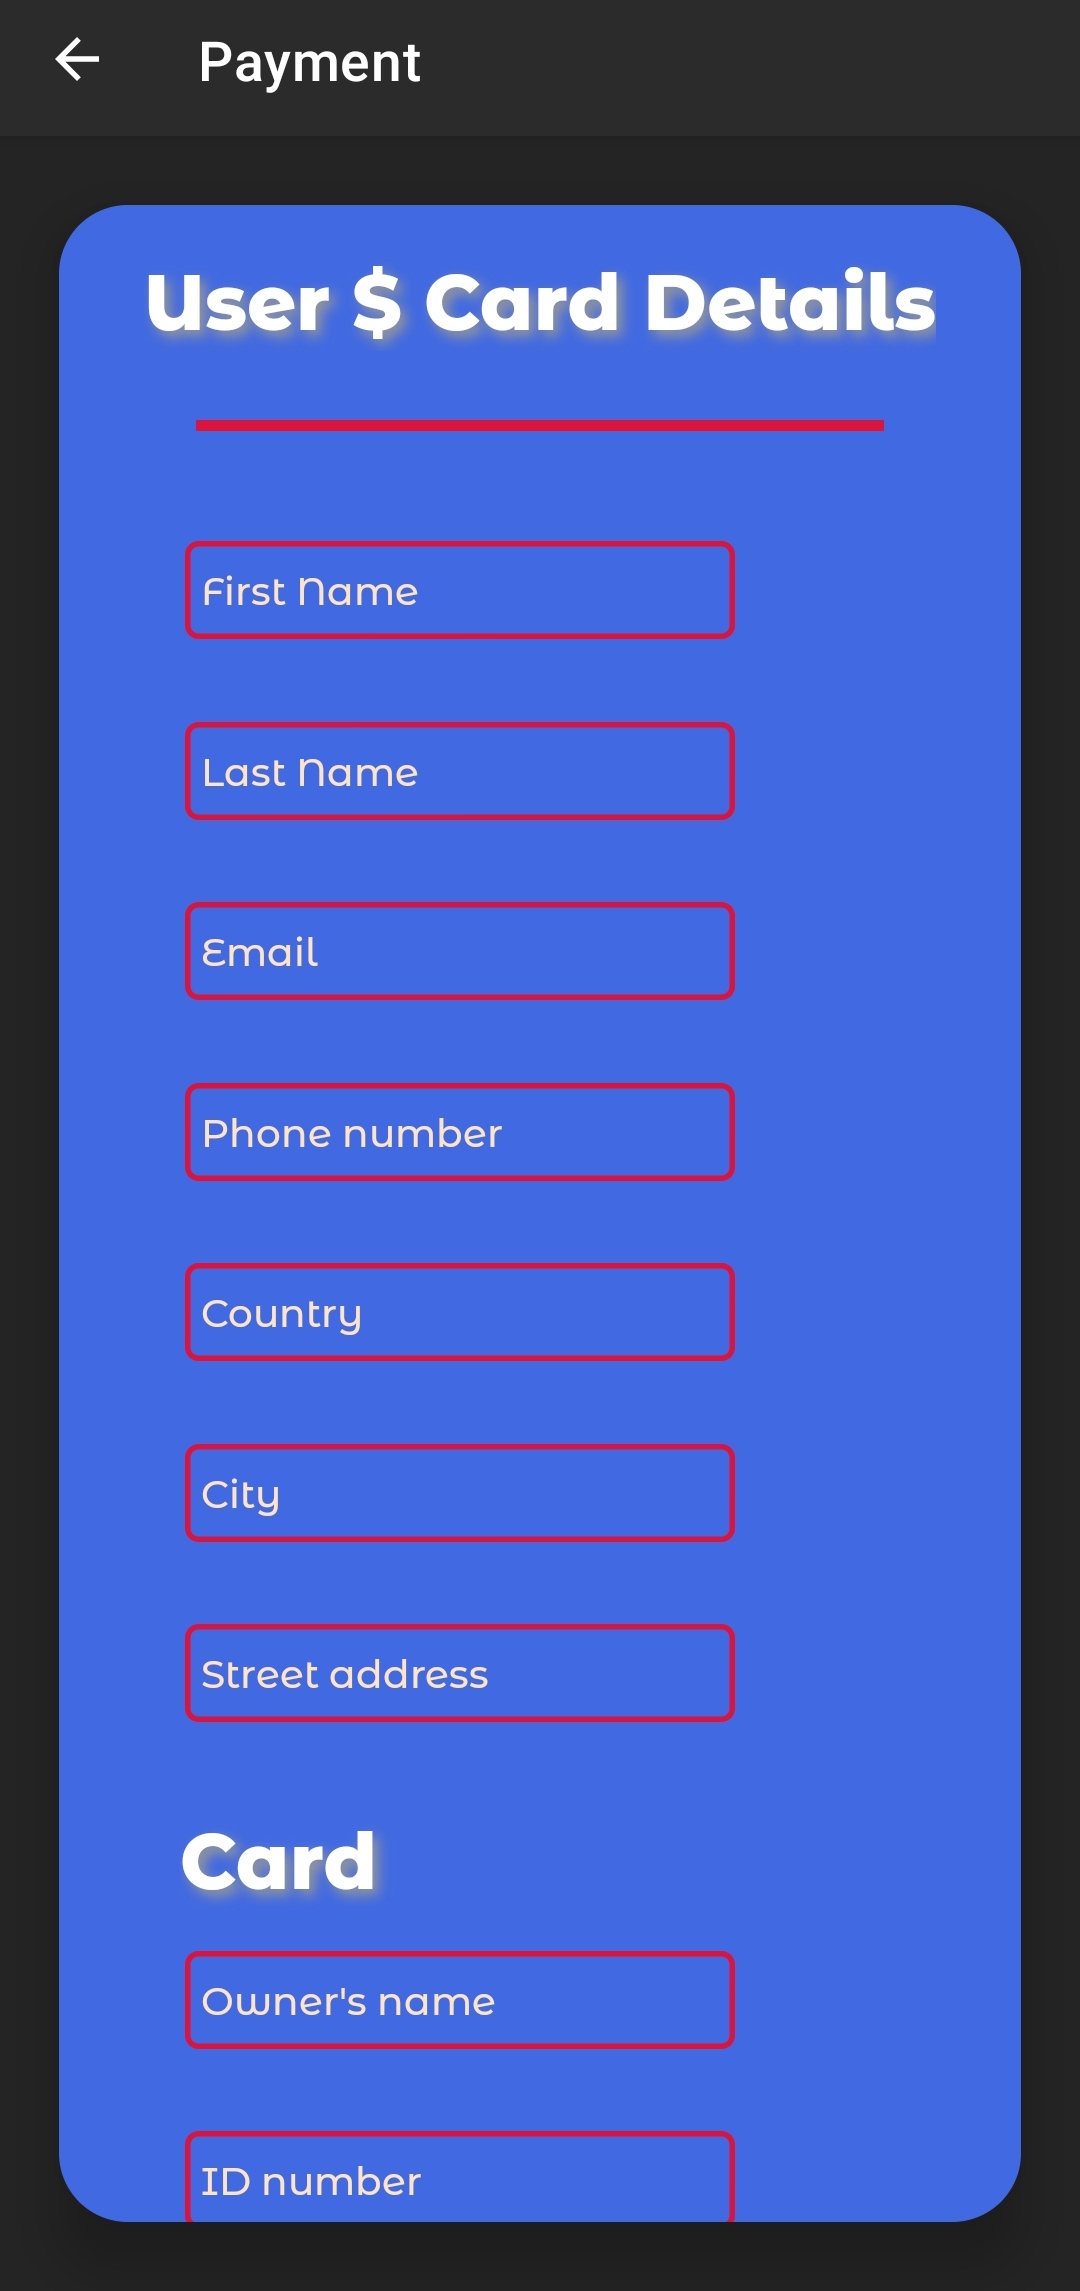 Payment
User $ Card Details
First Name
Last Name
Email
Phone number
Country
City
Street address
Card
Owner's name
ID number